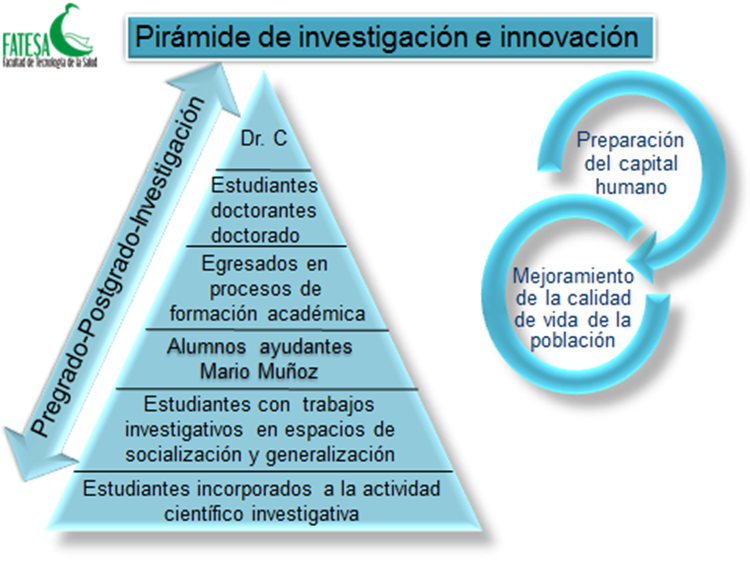 FATESA
Facultad de Tecnología de la Salud
Pirámide de investigación e innovación
Pregrado-Postgrado-Investigación
Dr. C
Estudiantes
doctorantes
doctorado
Egresados en
procesos de
formación académica
Alumnos ayudantes
Mario Muñoz
Estudiantes con trabajos
investigativos en espacios de
socialización y generalización
Estudiantes incorporados a la actividad
científico investigativa
Preparación
del capital
humano
Mejoramiento
de la calidad
de vida de la
población